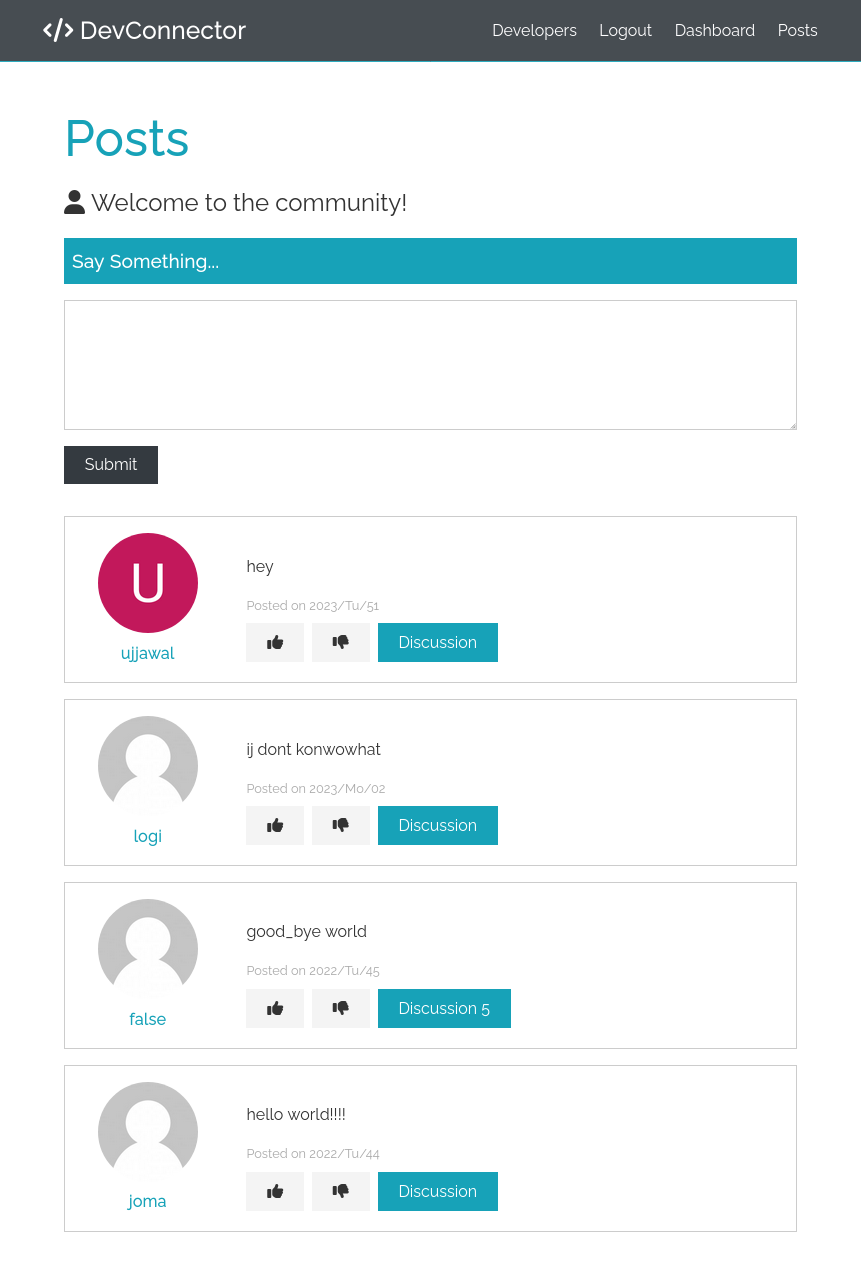 DevConnector Developers Logout Dashboard Posts
Posts
Welcome to the community!
Say Something...
Submit
U
hey
Posted on 2023/Tu/51
Discussion
ujjawal
ij dont konwowhat
Posted on 2023/Mo/02
Discussion
logi
good_bye world
Posted on 2022/Tu/45
Discussion 5
false
hello world!!!!
Posted on 2022/Tu/44
Discussion
joma